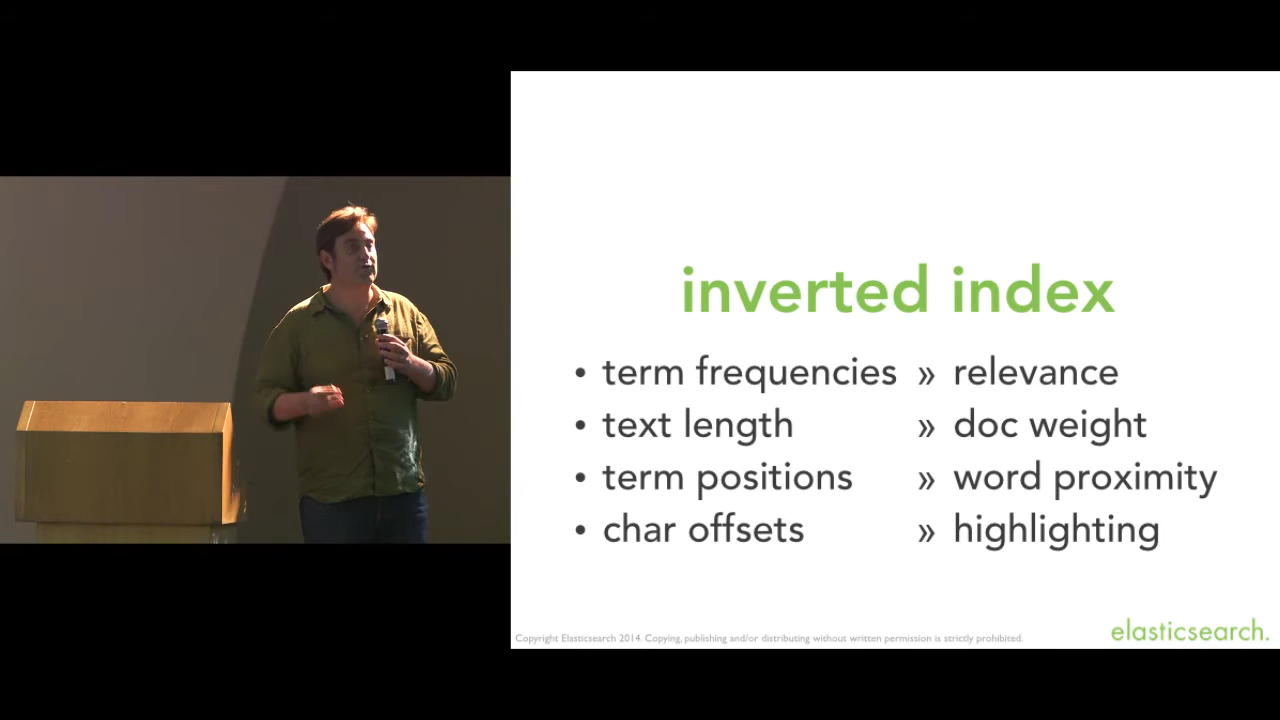 inverted index
• term frequencies » relevance
• text length » doc weight
• term positions » word proximity
• char offsets » highlighting
Copyright Elasticsearch 2014. Copying, publishing and/or distributing without written permission is strictly prohibited.
elasticsearch.